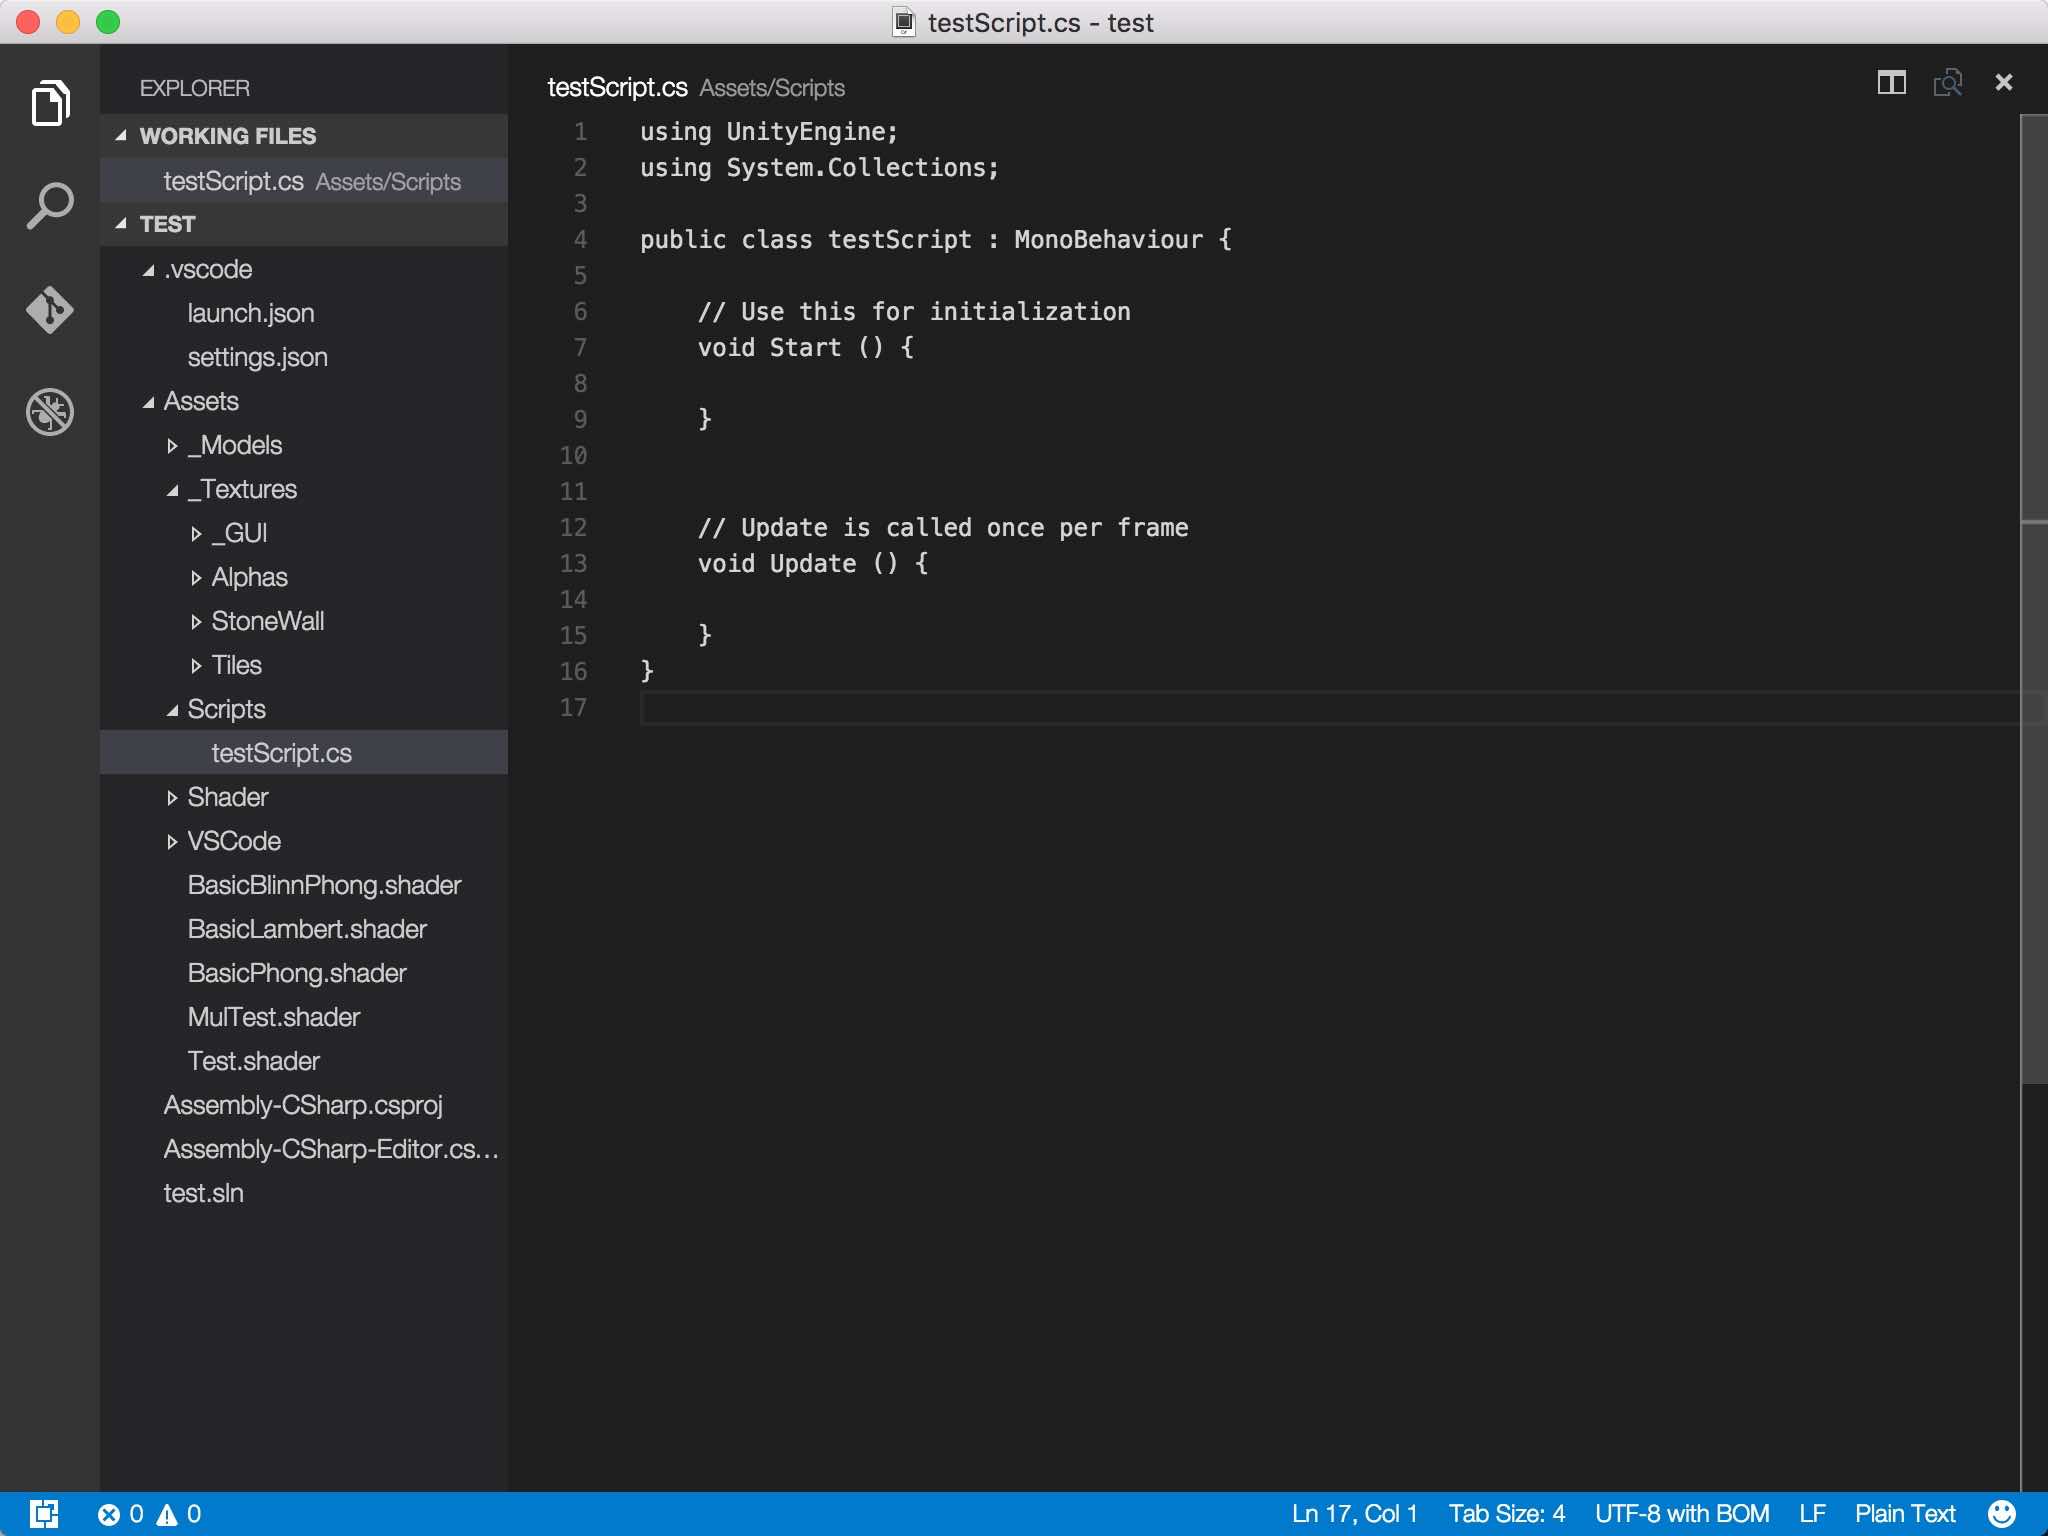 testScript.cs - test
EXPLORER
WORKING FILES
testScript.cs Assets/Scripts
TEST
.vscode
launch.json
settings.json
Assets
_Models
_Textures
_GUI
Alphas
StoneWall
Tiles
Scripts
testScript.cs
Shader
VSCode
BasicBlinnPhong.shader
BasicLambert.shader
BasicPhong.shader
MulTest.shader
Test.shader
Assembly-CSharp.csproj
Assembly-CSharp-Editor.cs...
test.sln
testScript.cs Assets/Scripts
1 using UnityEngine;
2 using System.Collections;
3
4 public class testScript : MonoBehaviour {
5
6     // Use this for initialization
7     void Start () {
8
9     }
10
11
12     // Update is called once per frame
13     void Update () {
14
15     }
16 }
17
0 0 Ln 17, Col 1 Tab Size: 4 UTF-8 with BOM LF Plain Text